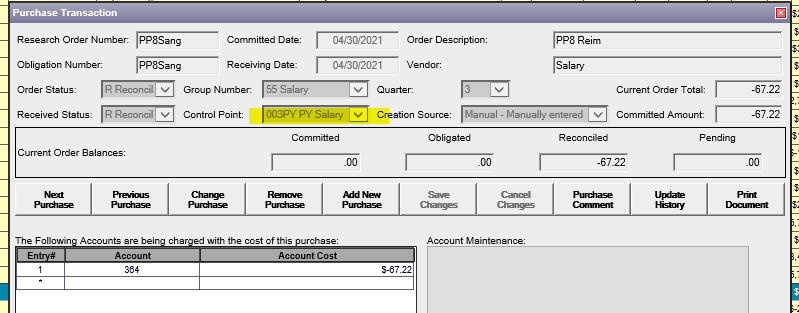 Purchase Transaction
Research Order Number: PP8Sang Committed Date: 04/30/2021 Order Description: PP8 Reim
Obligation Number: PP8Sang Receiving Date: 04/30/2021 Vendor: Salary
Order Status: R Reconcil Group Number: 55 Salary Quarter: 3 Current Order Total: -67.22
Received Status: R Reconcil Control Point: 003PY PY Salary Creation Source: Manual - Manually entered Committed Amount: -67.22
Committed Obligated Reconciled Pending
Current Order Balances: .00 .00 -67.22 .00
Next Purchase Previous Purchase Change Purchase Remove Purchase Add New Purchase Save Changes Cancel Changes Purchase Comment Update History Print Document
The Following Accounts are being charged with the cost of this purchase: Account Maintenance:
Entry# Account Account Cost
1 364 $-67.22
*